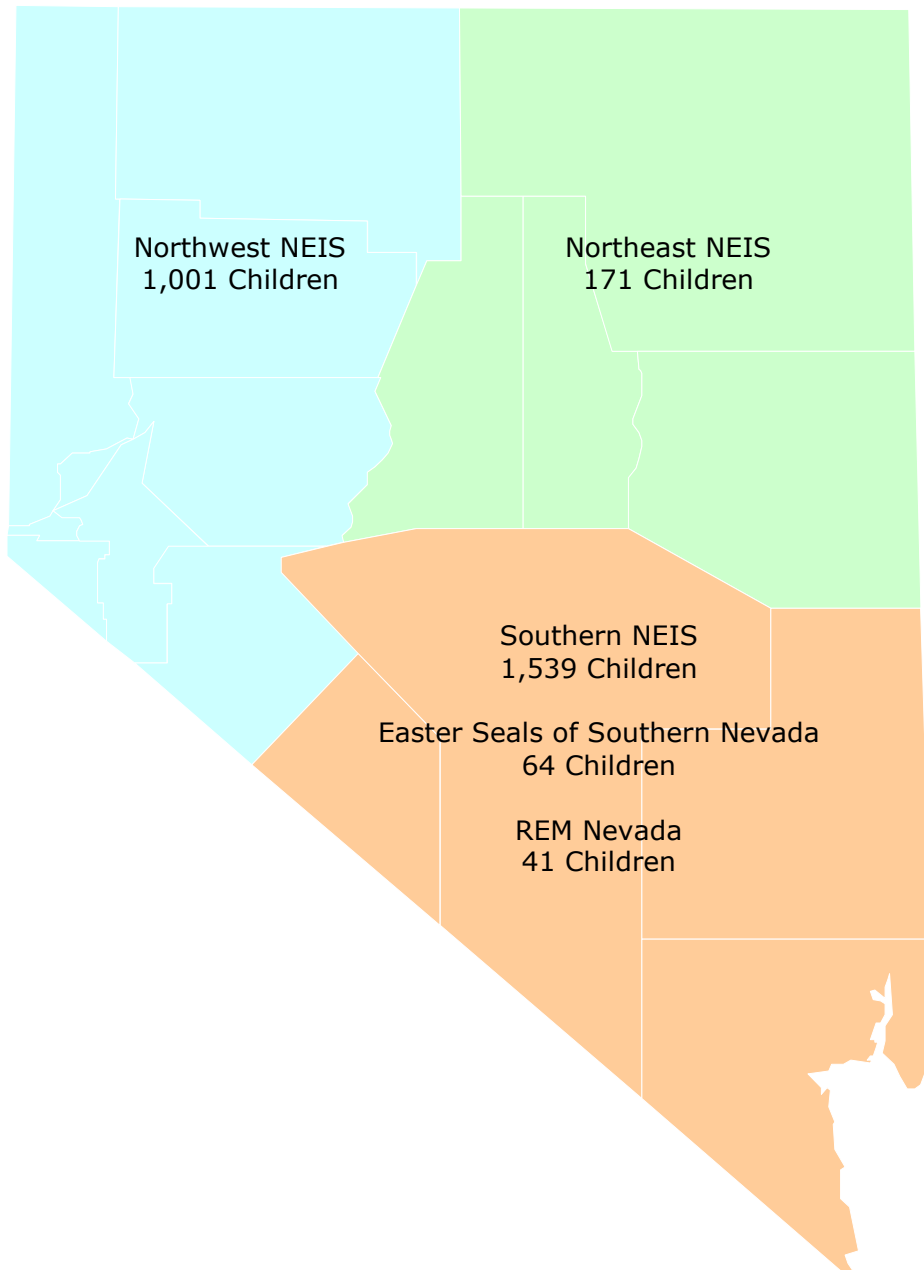 Northwest NEIS
1,001 Children
Northeast NEIS
171 Children
Southern NEIS
1,539 Children
Easter Seals of Southern Nevada
64 Children
REM Nevada
41 Children